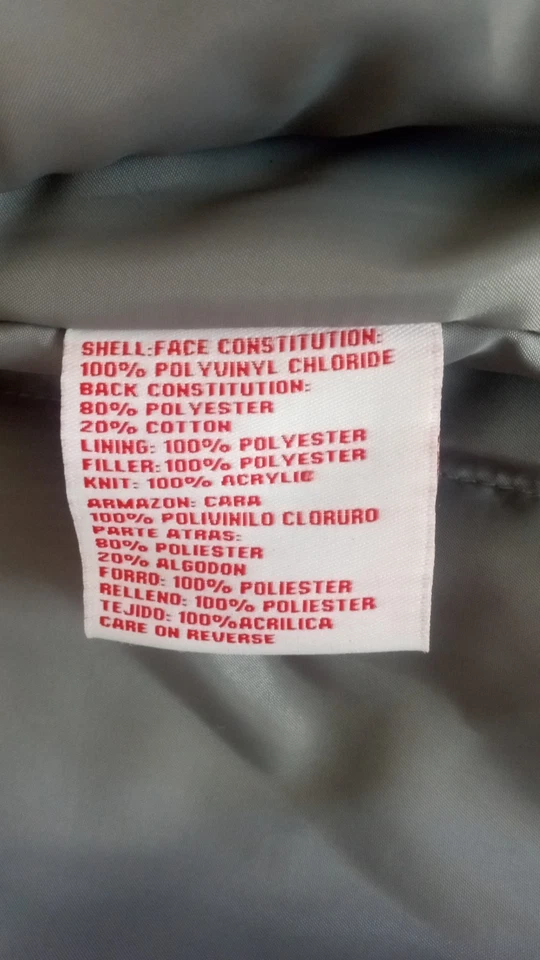 SHELL:FACE CONSTITUTION:
100% POLYVINYL CHLORIDE
BACK CONSTITUTION:
80% POLYESTER
20% COTTON
LINING: 100% POLYESTER
FILLER: 100% POLYESTER
KNIT: 100% ACRYLIC
ARMAZON: CARA
100% POLIVINILO CLORURO
PARTE ATRAS:
80% POLIESTER
20% ALGODON
FORRO: 100% POLIESTER
RELLENO: 100% POLIESTER
TEJIDO: 100%ACRILICA
CARE ON REVERSE